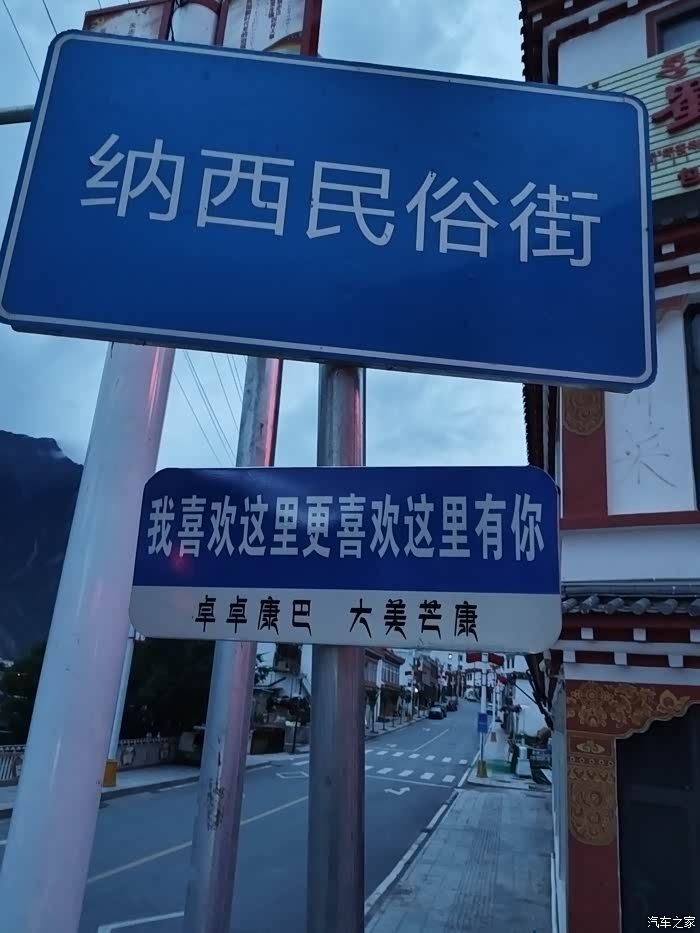 纳西民俗街
我喜欢这里更喜欢这里有你
卓卓康巴 大美芒康
汽车之家